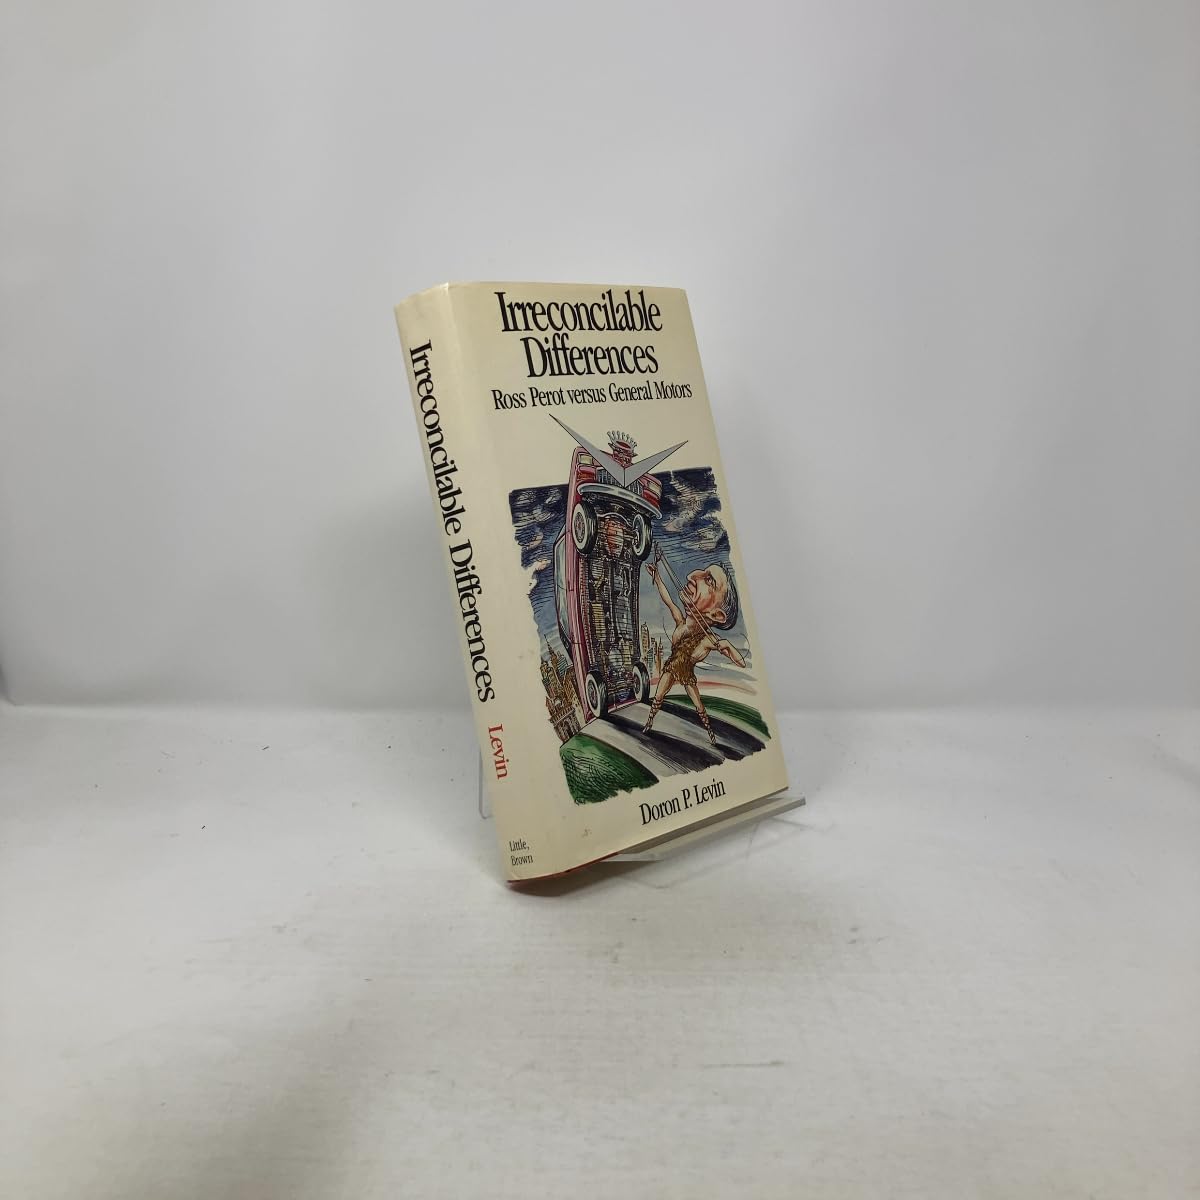 Irreconcilable
Differences
Ross Perot versus General Motors
Doron P. Levin
Irreconcilable Differences
Levin
Little,
Brown